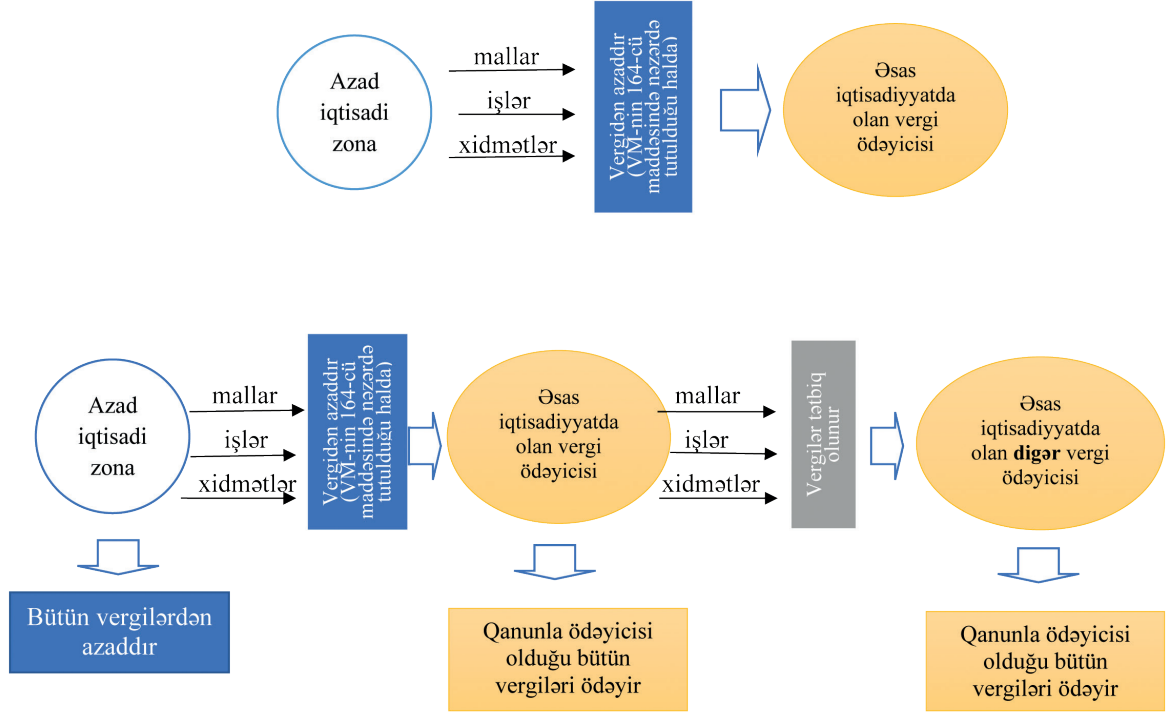 Azad
iqtisadi
zona
mallar
işlər
xidmətlər
Vergidən azaddır
(VM-nin 164-cü
maddəsində nəzərdə
tutulduğu halda)
Əsas
iqtisadiyyatda
olan vergi
ödəyicisi
Azad
iqtisadi
zona
mallar
işlər
xidmətlər
Vergidən azaddır
(VM-nin 164-cü
maddəsində nəzərdə
tutulduğu halda)
Əsas
iqtisadiyyatda
olan vergi
ödəyicisi
mallar
işlər
xidmətlər
Vergilər tətbiq
olunur
Əsas
iqtisadiyyatda
olan digər vergi
ödəyicisi
Bütün vergilərdən
azaddır
Qanunla ödəyicisi
olduğu bütün
vergiləri ödəyir
Qanunla ödəyicisi
olduğu bütün
vergiləri ödəyir